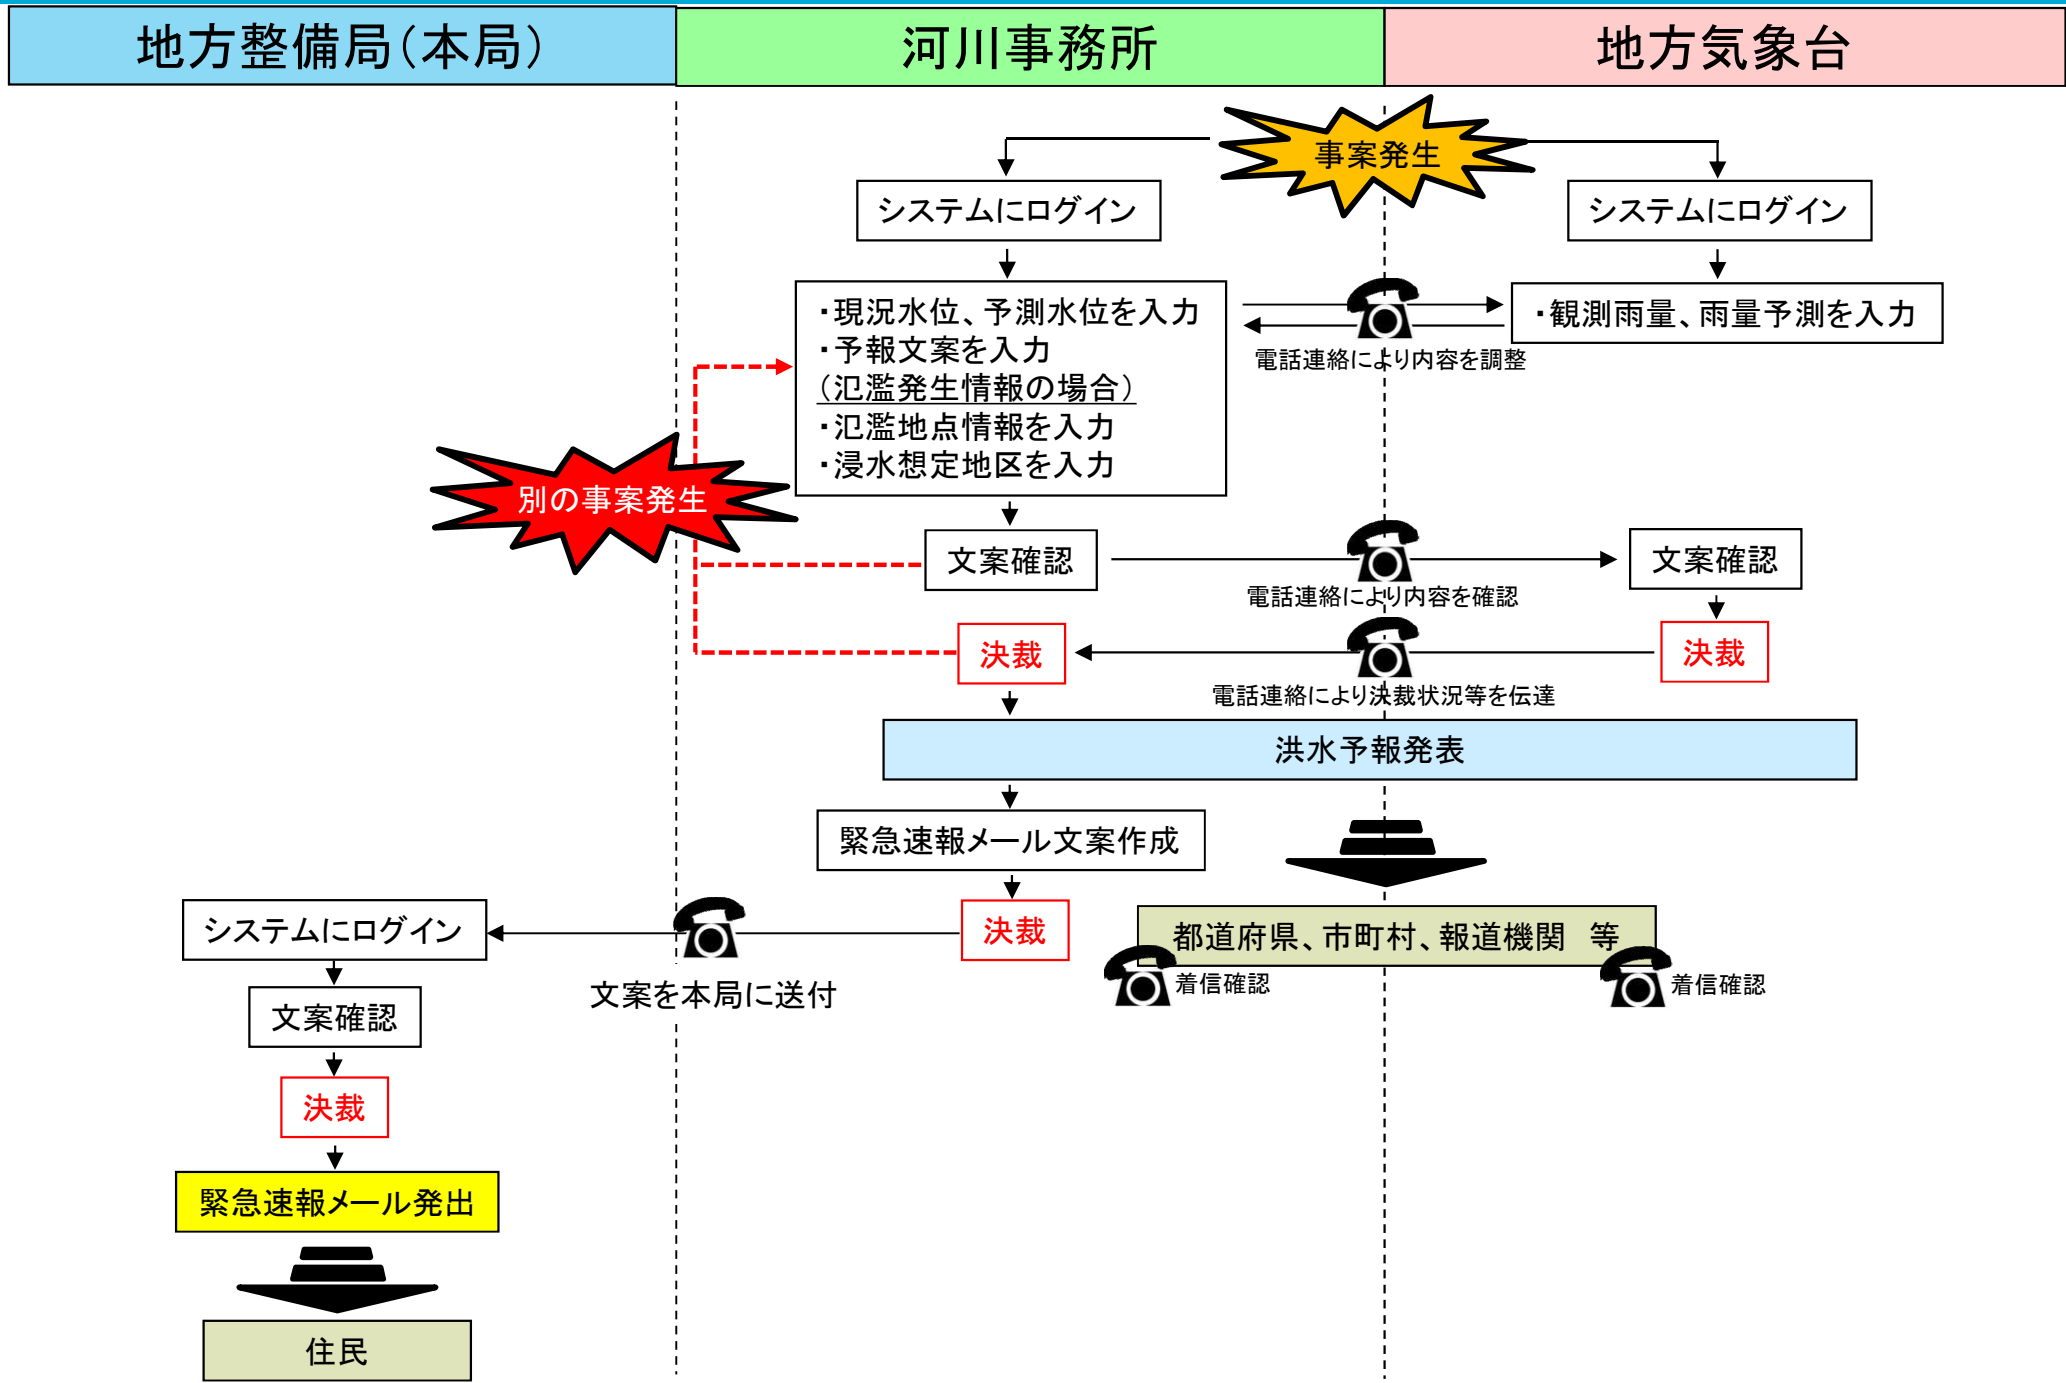 地方整備局（本局）
河川事務所
地方気象台
事案発生
システムにログイン
システムにログイン
・現況水位、予測水位を入力
・予報文案を入力
（氾濫発生情報の場合）
・氾濫地点情報を入力
・浸水想定地区を入力
・観測雨量、雨量予測を入力
電話連絡により内容を調整
別の事案発生
文案確認
文案確認
電話連絡により内容を確認
決裁
決裁
電話連絡により決裁状況等を伝達
洪水予報発表
緊急速報メール文案作成
システムにログイン
決裁
都道府県、市町村、報道機関　等
着信確認
着信確認
文案を本局に送付
文案確認
決裁
緊急速報メール発出
住民